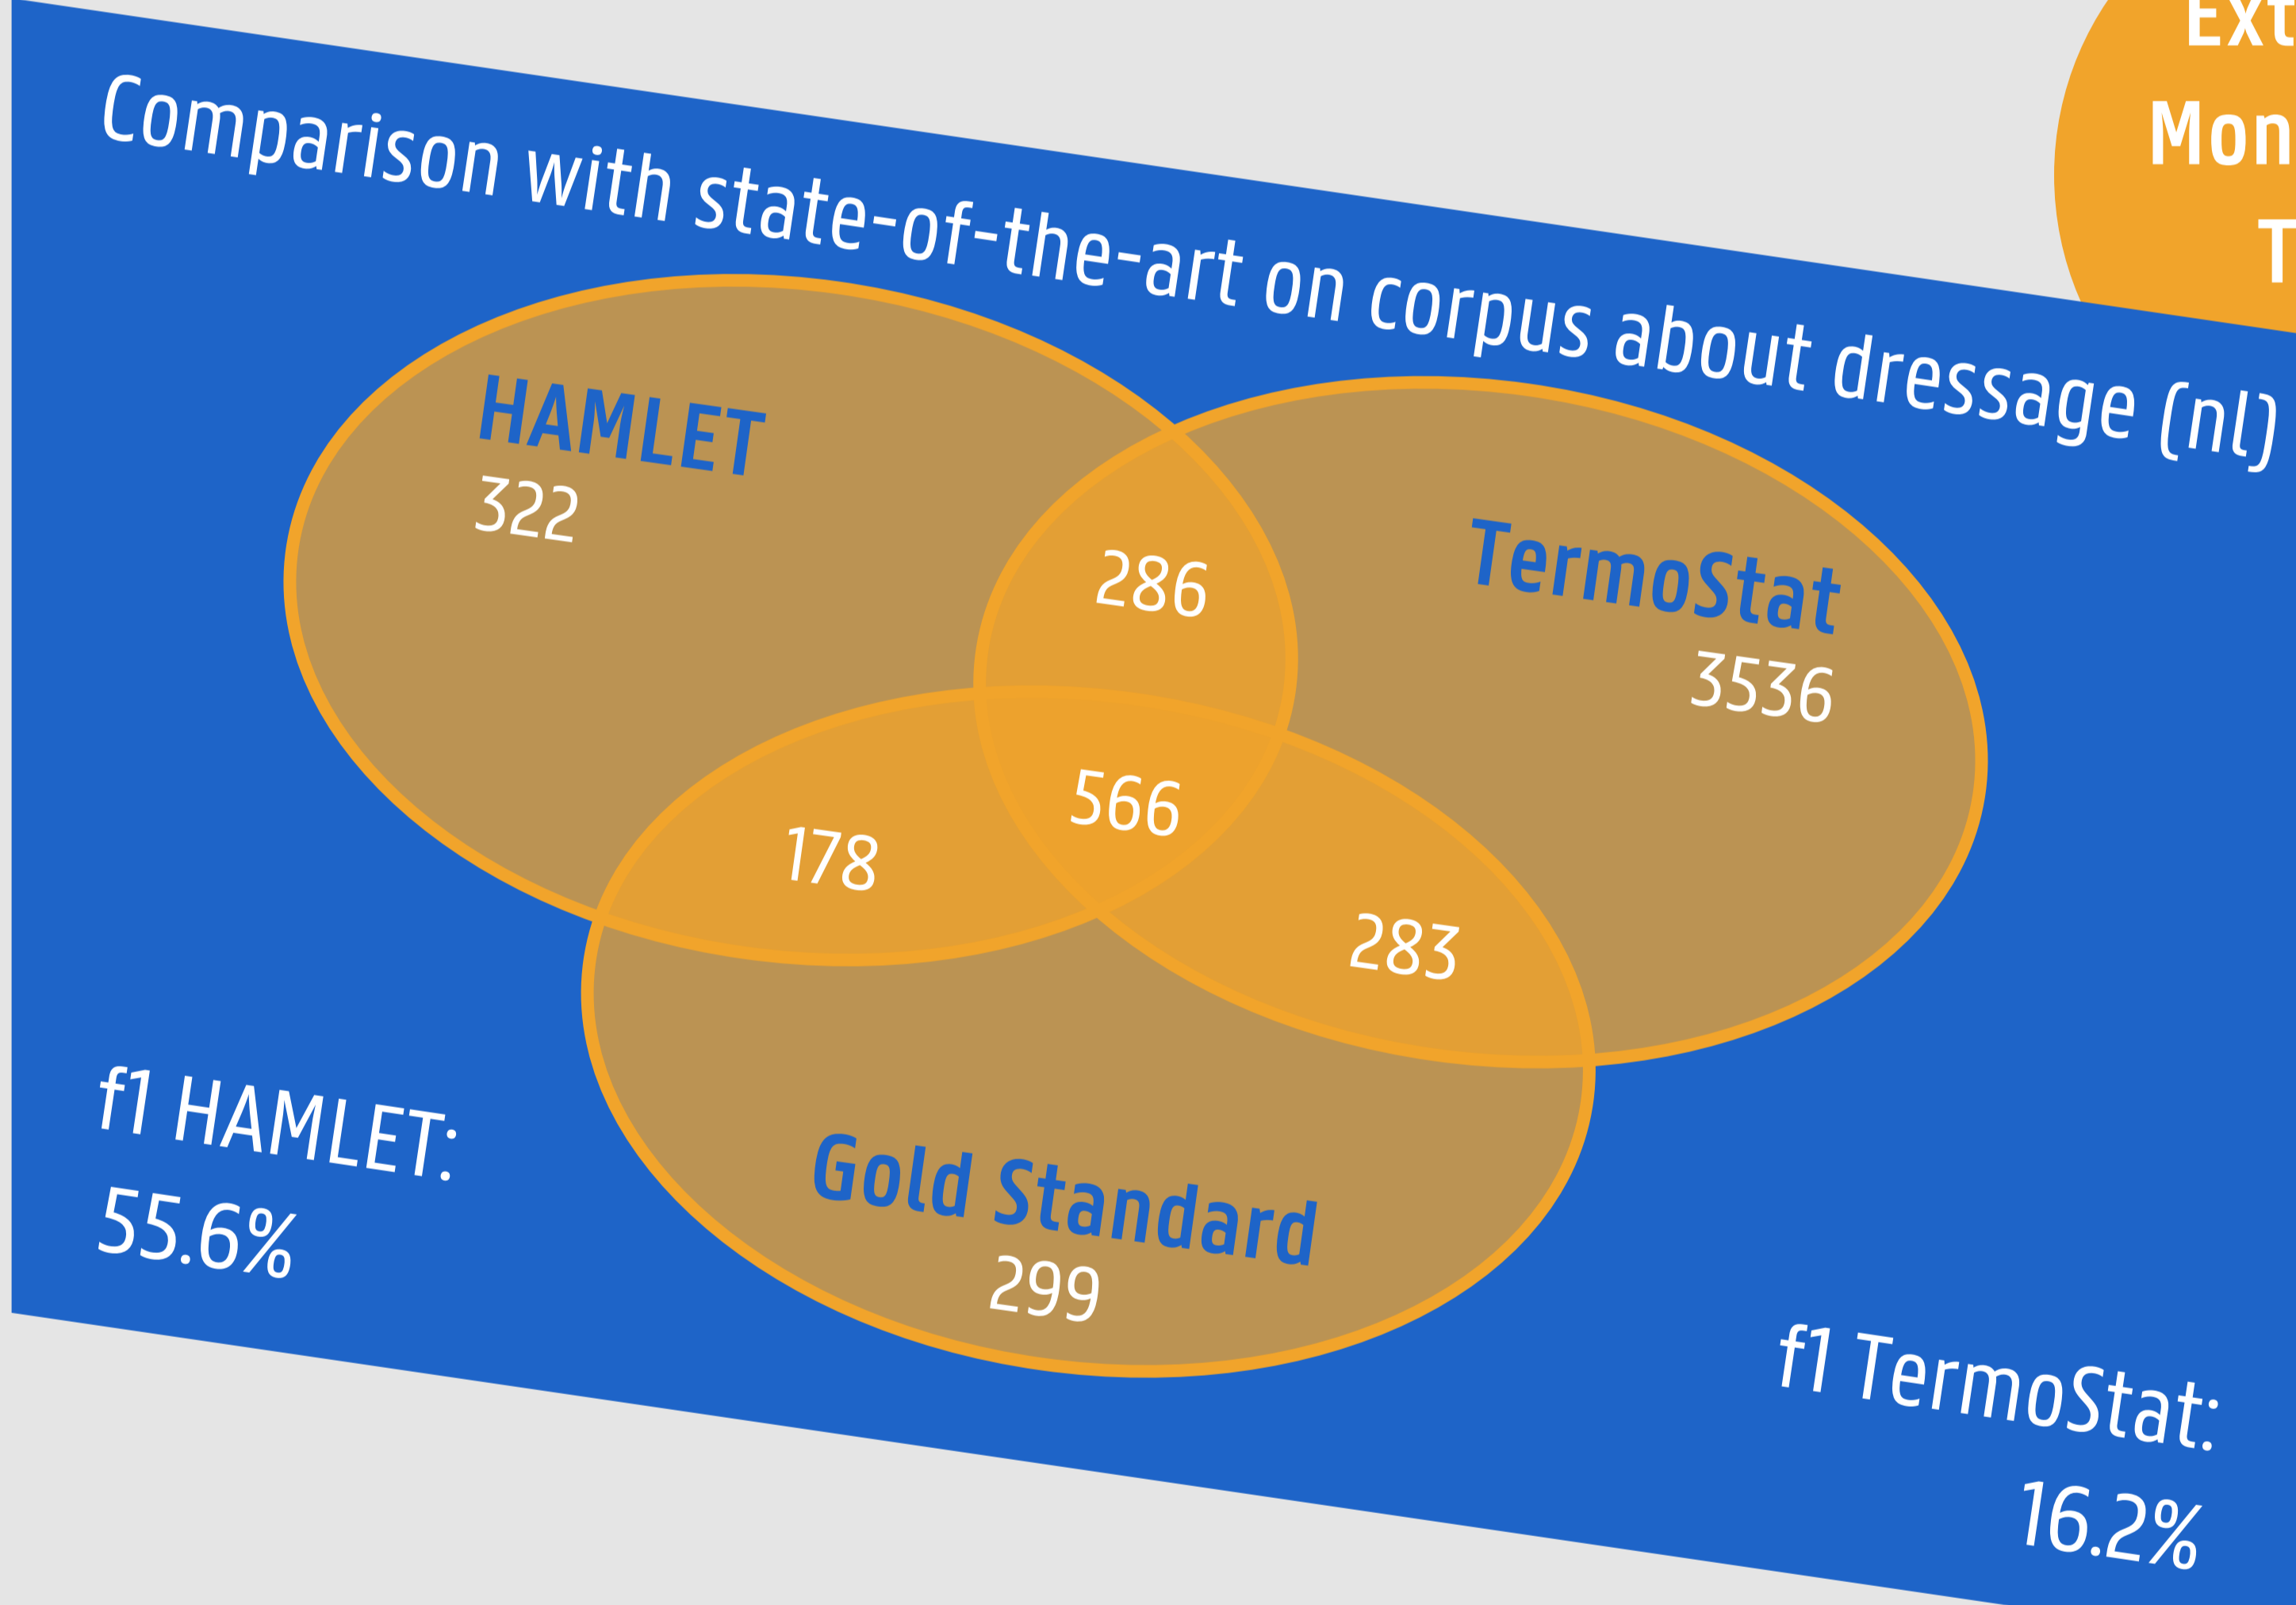 Comparison with state-of-the-art on corpus about dressage (nl)
HAMLET
322
286
TermoStat
3536
566
178
283
Gold Standard
299
f1 HAMLET:
55.6%
f1 TermoStat:
16.2%